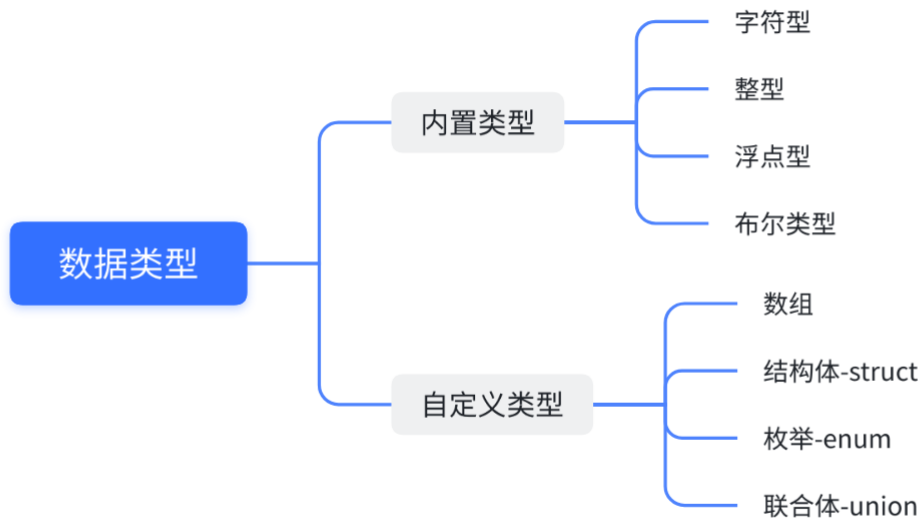 数据类型
内置类型
字符型
整型
浮点型
布尔类型
自定义类型
数组
结构体-struct
枚举-enum
联合体-union